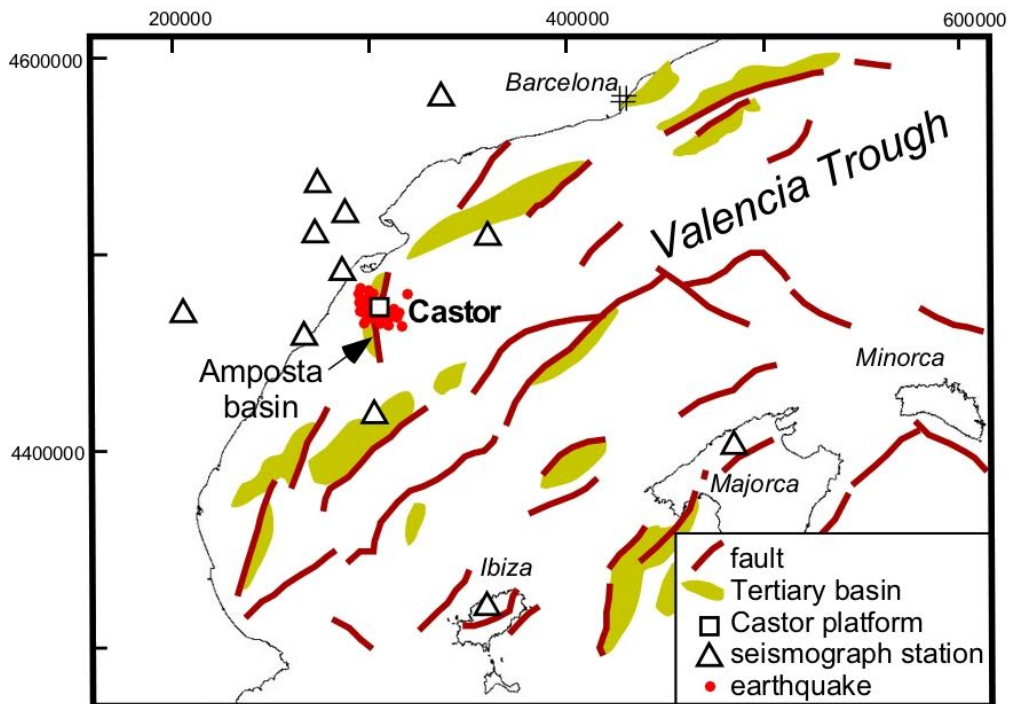 200000
400000
600000
4600000
Barcelona
Valencia Trough
Castor
Amposta
basin
Minorca
4400000
Majorca
Ibiza
fault
Tertiary basin
Castor platform
seismograph station
earthquake